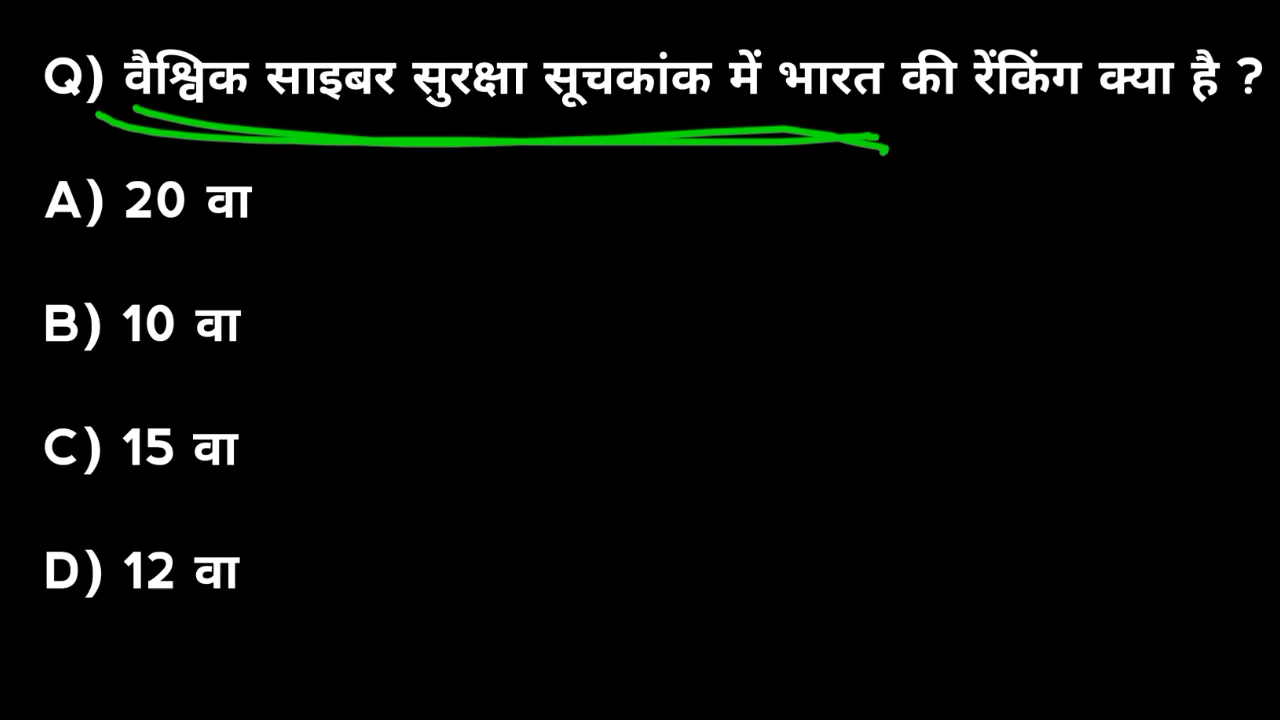 Q) वैश्विक साइबर सुरक्षा सूचकांक में भारत की रेंकिंग क्या है ?
A) 20 वा
B) 10 वा
C) 15 वा
D) 12 वा